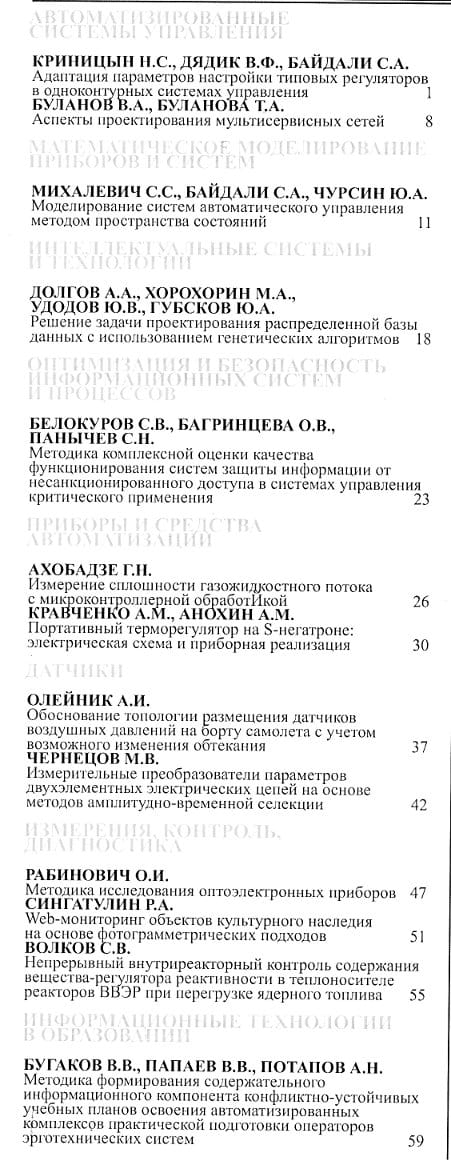 АВТОМАТИЗИРОВАННЫЕ
СИСТЕМЫ УПРАВЛЕНИЯ
КРИНИЦЫН Н.С., ДЯДИК В.Ф., БАЙДАЛИ С.А.
Адаптация параметров настройки типовых регуляторов
в одноконтурных системах управления 1
БУЛАНОВ В.А., БУЛАНОВА Т.А.
Аспекты проектирования мультисервисных сетей 8
МАТЕМАТИЧЕСКОЕ МОДЕЛИРОВАНИЕ
ПРИБОРОВ И СИСТЕМ
МИХАЛЕВИЧ С.С., БАЙДАЛИ С.А., ЧУРСИН Ю.А.
Моделирование систем автоматического управления
методом пространства состояний 11
ИНТЕЛЛЕКТУАЛЬНЫЕ СИСТЕМЫ
И ТЕХНОЛОГИИ
ДОЛГОВ А.А., ХОРОХОРИН М.А.,
УДОДОВ Ю.В., ГУБСКОВ Ю.А.
Решение задачи проектирования распределенной базы
данных с использованием генетических алгоритмов 18
ОПТИМИЗАЦИЯ И БЕЗОПАСНОСТЬ
ИНФОРМАЦИОННЫХ СИСТЕМ
И ПРОЦЕССОВ
БЕЛОКУРОВ С.В., БАГРИНЦЕВА О.В.,
ПАНЫЧЕВ С.Н.
Методика комплексной оценки качества
функционирования систем защиты информации от
несанкционированного доступа в системах управления
критического применения 23
ПРИБОРЫ И СРЕДСТВА
АВТОМАТИЗАЦИИ
АХОБАДЗЕ Г.Н.
Измерение сплошности газожидкостного потока
с микроконтроллерной обработЙкой 26
КРАВЧЕНКО А.М., АНОХИН А.М.
Портативный терморегулятор на S-негатроне:
электрическая схема и приборная реализация 30
ДАТЧИКИ
ОЛЕЙНИК А.И.
Обоснование топологии размещения датчиков
воздушных давлений на борту самолета с учетом
возможного изменения обтекания 37
ЧЕРНЕЦОВ М.В.
Измерительные преобразователи параметров
двухэлементных электрических цепей на основе
методов амплитудно-временной селекции 42
ИЗМЕРЕНИЯ, КОНТРОЛЬ,
ДИАГНОСТИКА
РАБИНОВИЧ О.И.
Методика исследования оптоэлектронных приборов 47
СИНГАТУЛИН Р.А.
Web-мониторинг объектов культурного наследия
на основе фотограмметрических подходов 51
ВОЛКОВ С.В.
Непрерывный внутриреакторный контроль содержания
вещества-регулятора реактивности в теплоносителе
реакторов ВВЭР при перегрузке ядерного топлива 55
ИНФОРМАЦИОННЫЕ ТЕХНОЛОГИИ
В ОБРАЗОВАНИИ
БУГАКОВ В.В., ПАПАЕВ В.В., ПОТАПОВ А.Н.
Методика формирования содержательного
информационного компонента конфликтно-устойчивых
учебных планов освоения автоматизированных
комплексов практической подготовки операторов
эрготехнических систем 59